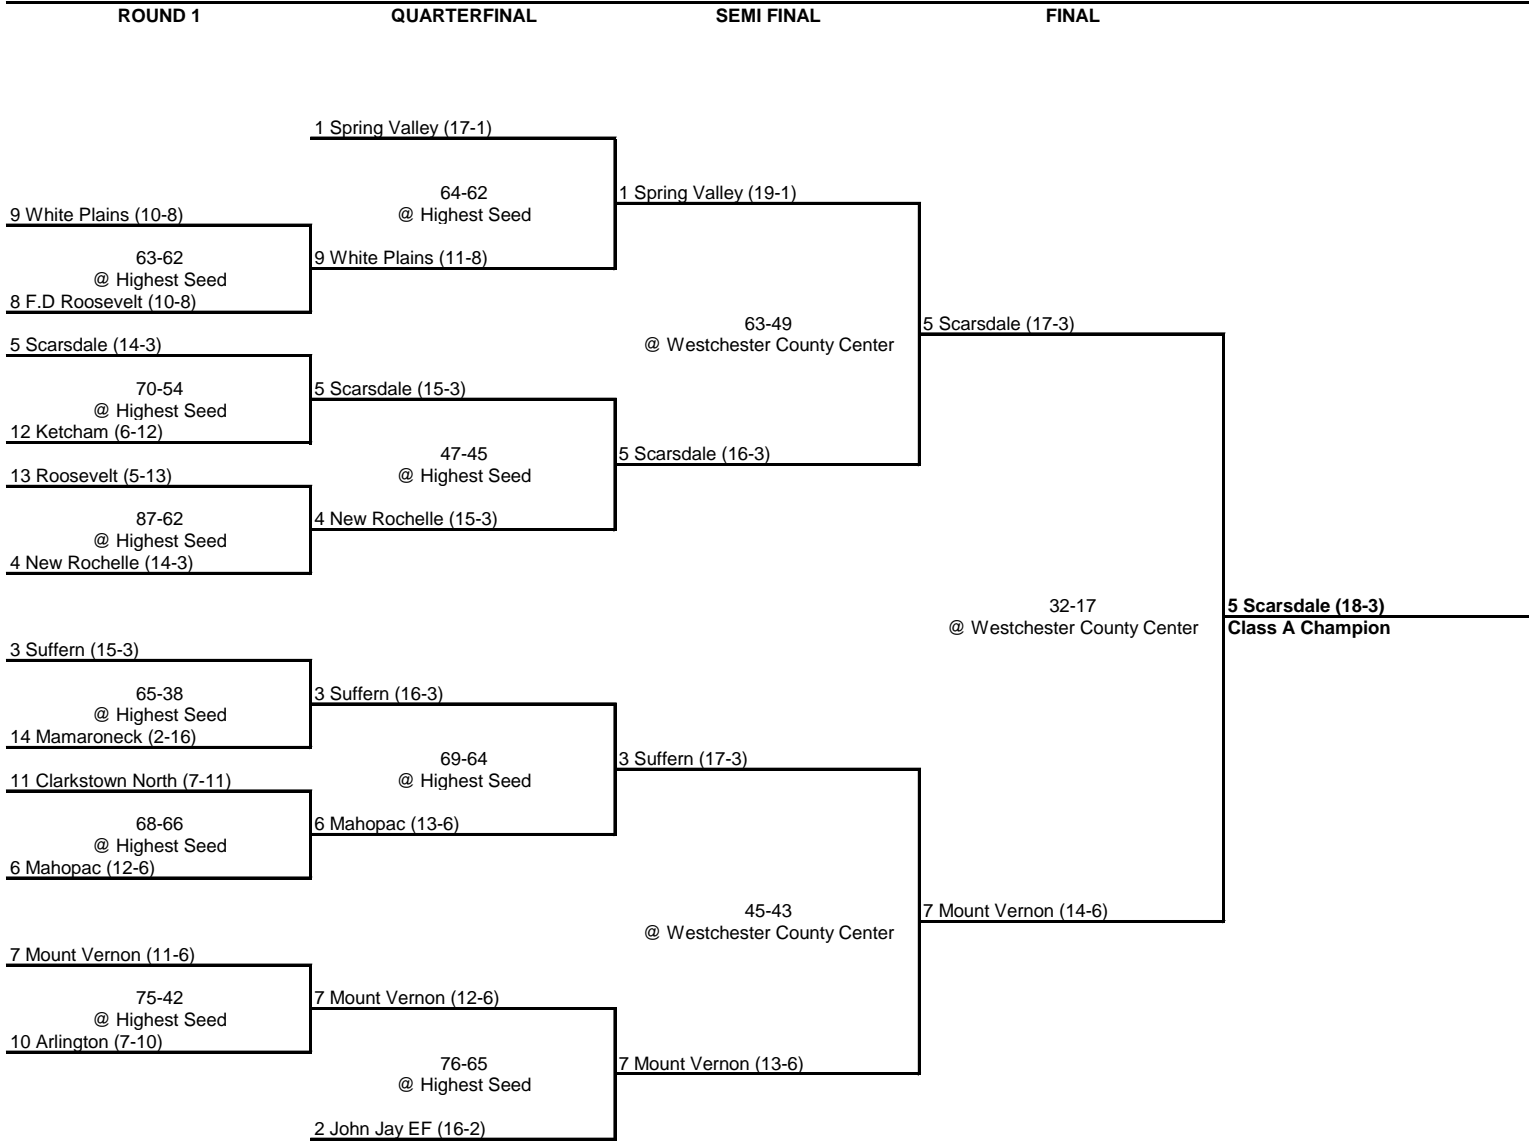 ROUND 1
QUARTERFINAL
SEMI FINAL
FINAL
1 Spring Valley (17-1)
64-62
@ Highest Seed
1 Spring Valley (19-1)
9 White Plains (10-8)
63-62
@ Highest Seed
9 White Plains (11-8)
8 F.D Roosevelt (10-8)
63-49
@ Westchester County Center
5 Scarsdale (17-3)
5 Scarsdale (14-3)
70-54
@ Highest Seed
5 Scarsdale (15-3)
12 Ketcham (6-12)
47-45
@ Highest Seed
5 Scarsdale (16-3)
13 Roosevelt (5-13)
87-62
@ Highest Seed
4 New Rochelle (15-3)
4 New Rochelle (14-3)
32-17
@ Westchester County Center
5 Scarsdale (18-3)
Class A Champion
3 Suffern (15-3)
65-38
@ Highest Seed
3 Suffern (16-3)
14 Mamaroneck (2-16)
69-64
@ Highest Seed
3 Suffern (17-3)
11 Clarkstown North (7-11)
68-66
@ Highest Seed
6 Mahopac (13-6)
6 Mahopac (12-6)
45-43
@ Westchester County Center
7 Mount Vernon (14-6)
7 Mount Vernon (11-6)
75-42
@ Highest Seed
7 Mount Vernon (12-6)
10 Arlington (7-10)
76-65
@ Highest Seed
7 Mount Vernon (13-6)
2 John Jay EF (16-2)